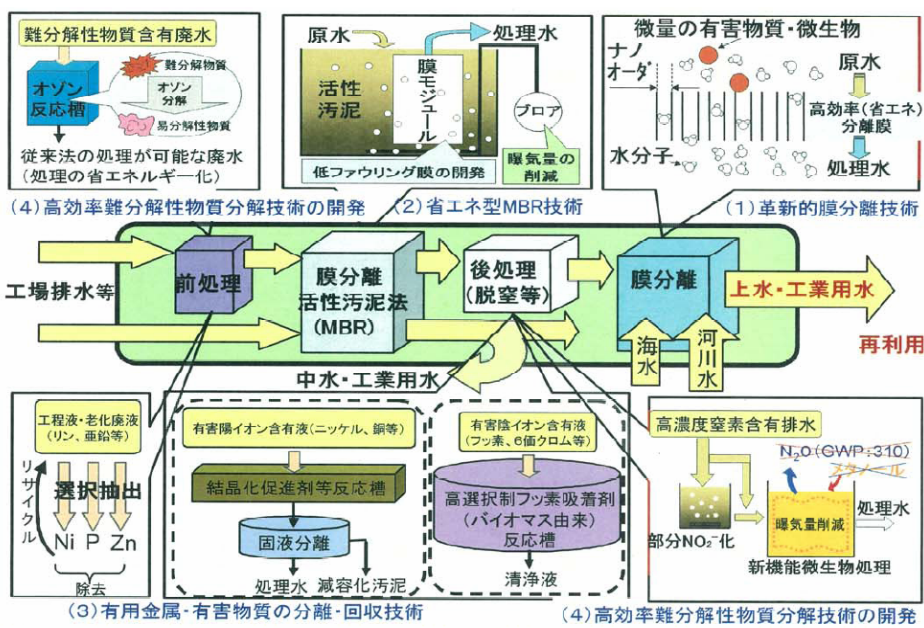 難分解性物質含有廃水
オゾン
反応槽
難分解物質
オゾン
分解
易分解性物質
従来法の処理が可能な廃水
(処理の省エネルギー化)
(4)高効率難分解性物質分解技術の開発
原水
処理水
活性
汚泥
膜モジュール
ブロア
低ファウリング膜の開発
曝気量の
削減
(2)省エネ型MBR技術
微量の有害物質・微生物
ナノ
オーダ
原水
高効率(省エネ)
分離膜
水分子
処理水
(1)革新的膜分離技術
工場排水等
前処理
膜分離
活性汚泥法
(MBR)
後処理
(脱窒等)
膜分離
上水・工業用水
再利用
海水
河川水
中水・工業用水
工程液・老化廃液
(リン、亜鉛等)
リサイクル
選択抽出
Ni P Zn
除去
有害陽イオン含有液(ニッケル、銅等)
結晶化促進剤等反応槽
固液分離
処理水 減容化汚泥
有害陰イオン含有液
(フッ素、6価クロム等)
高選択制フッ素吸着剤
(バイオマス由来)
反応槽
清浄液
(3)有用金属・有害物質の分離・回収技術
高濃度窒素含有排水
N₂O(GWP:310)
メタノール
曝気量削減
処理水
部分NO₂⁻化
新機能微生物処理
(4)高効率難分解性物質分解技術の開発